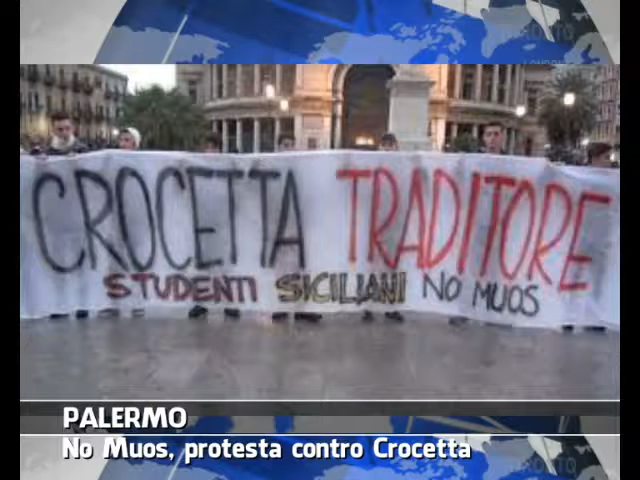 CROCETTA TRADITORE
STUDENTI SICILIANI NO MUOS
PALERMO
No Muos, protesta contro Crocetta